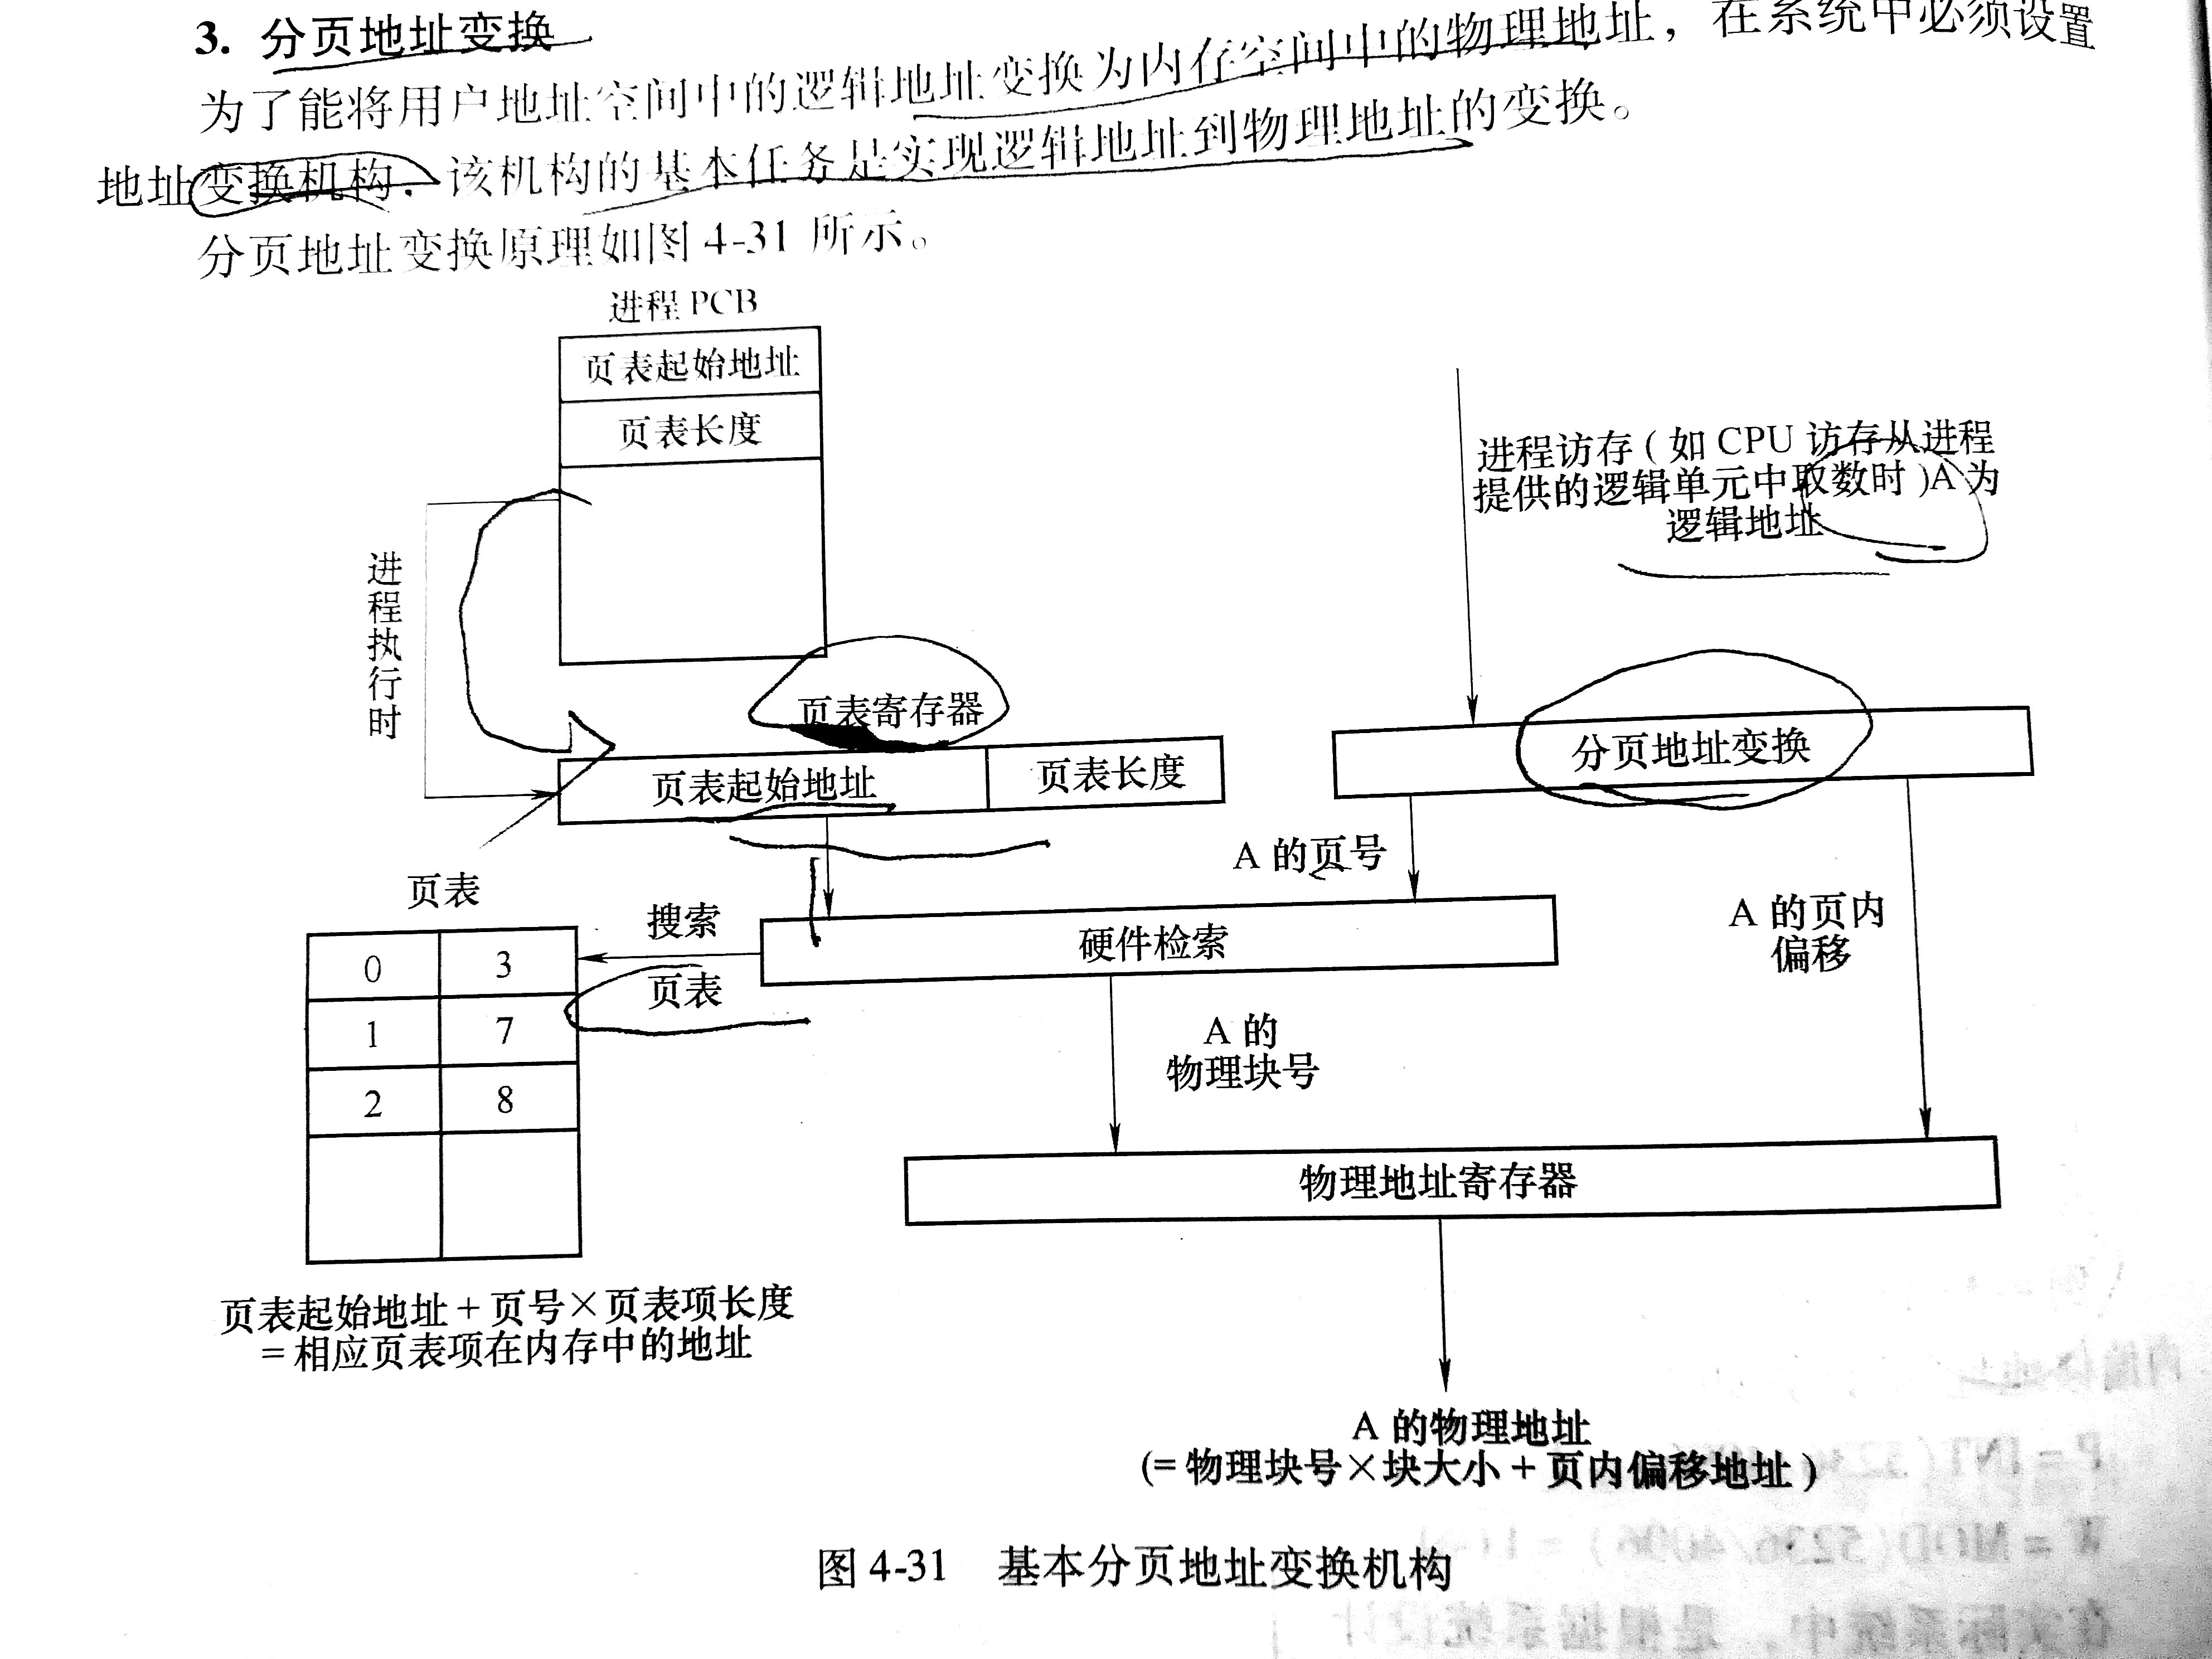 3. 分页地址变换
为了能将用户地址空间中的逻辑地址变换为内存空间中的物理地址，在系统中必须设置
地址变换机构，该机构的基本任务是实现逻辑地址到物理地址的变换。
分页地址变换原理如图 4-31 所示。
进程 PCB
页表起始地址
页表长度
进程访存 ( 如 CPU 访存从进程
提供的逻辑单元中取数时 )A 为
逻辑地址
进程执行时
页表寄存器
页表起始地址
页表长度
分页地址变换
A 的页号
A 的页内
偏移
页表
搜索
页表
硬件检索
0 3
1 7
2 8
A 的
物理块号
物理地址寄存器
页表起始地址 + 页号×页表项长度
= 相应页表项在内存中的地址
A 的物理地址
(= 物理块号×块大小 + 页内偏移地址 )
图 4-31 基本分页地址变换机构